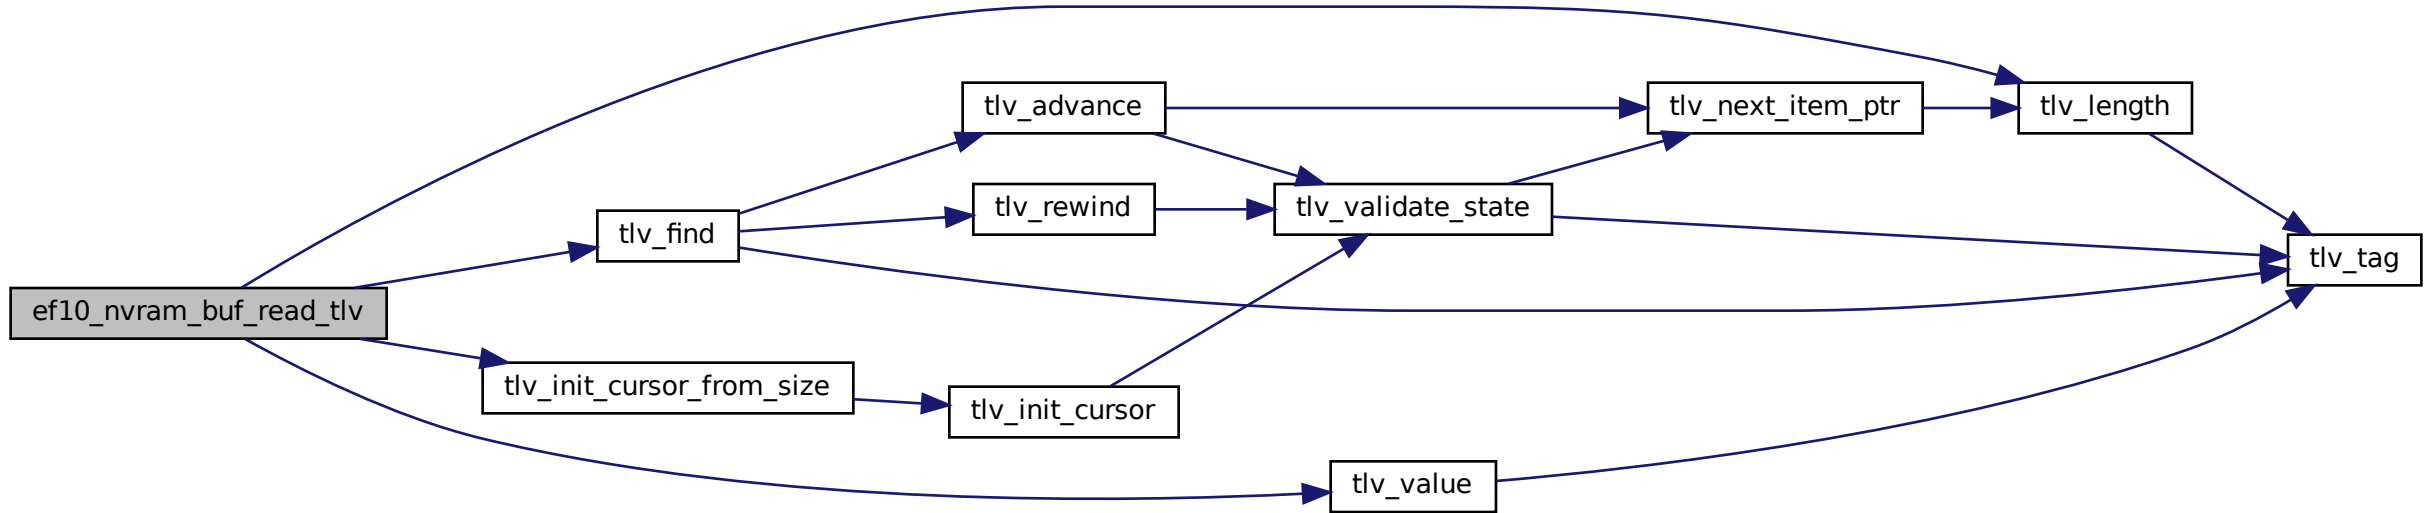 ef10_nvram_buf_read_tlv
tlv_find
tlv_init_cursor_from_size
tlv_advance
tlv_rewind
tlv_init_cursor
tlv_validate_state
tlv_value
tlv_next_item_ptr
tlv_length
tlv_tag